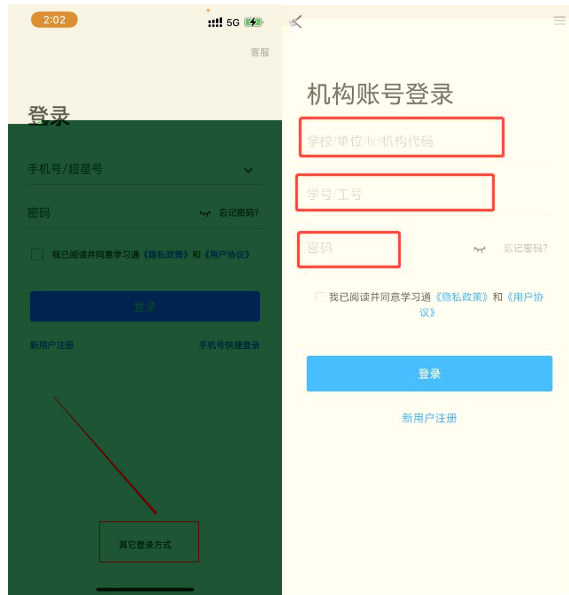 2:02
5G
客服
登录
手机号/超星号
密码
忘记密码?
我已阅读并同意学习通《隐私政策》和《用户协议》
登录
新用户注册
手机号快捷登录
其它登录方式
机构账号登录
学校/单位/fid机构代码
学号/工号
密码
忘记密码?
我已阅读并同意学习通《隐私政策》和《用户协
议》
登录
新用户注册